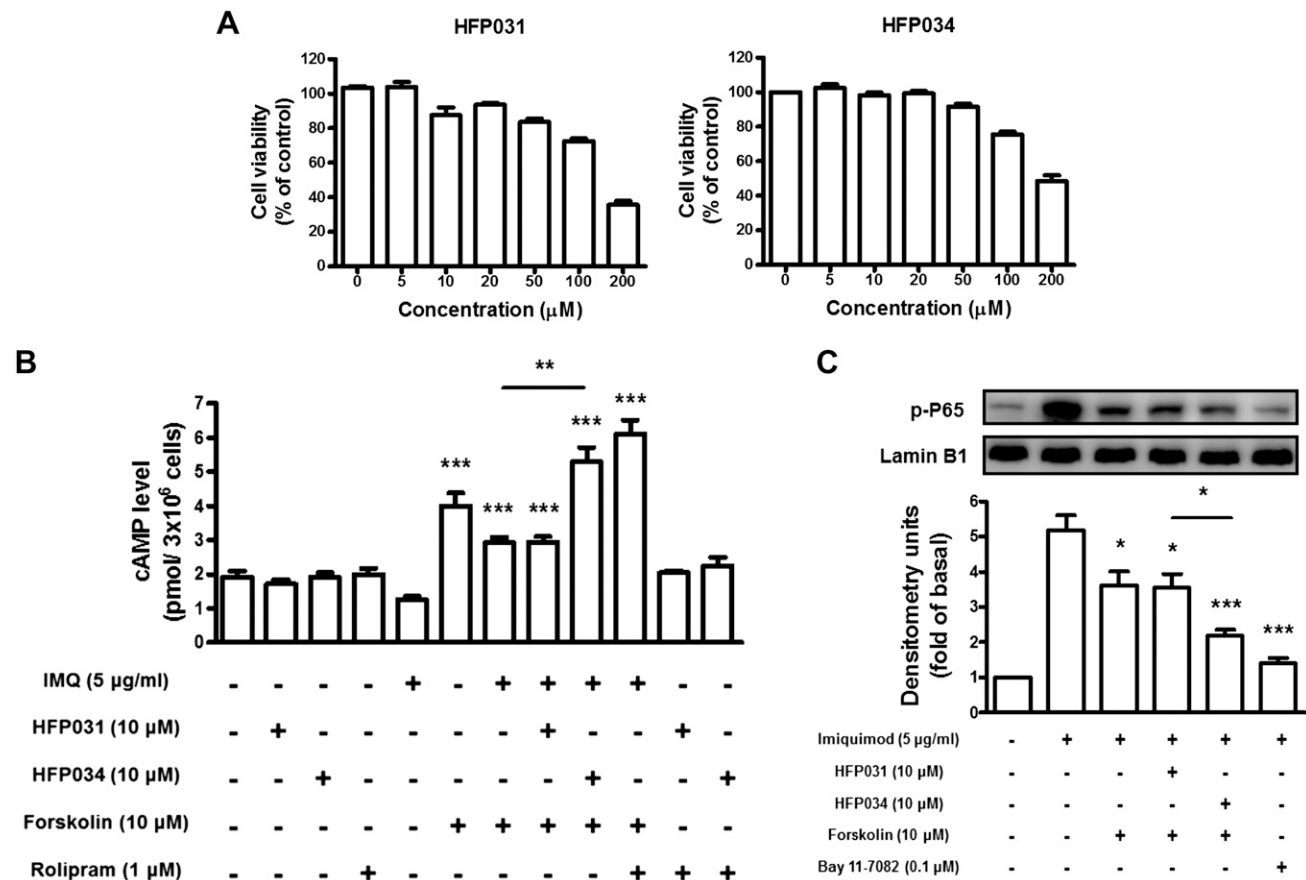 A
HFP031
HFP034
Cell viability
(% of control)
120
100
80
60
40
20
0
0 5 10 20 50 100 200
Concentration (μM)
Cell viability
(% of control)
120
100
80
60
40
20
0
0 5 10 20 50 100 200
Concentration (μM)
B
cAMP level
(pmol/ 3x10⁶ cells)
7
6
5
4
3
2
1
0
**
*** *** *** *** ***
IMQ (5 μg/ml) - - - - + - + + + + - -
HFP031 (10 μM) - + - - - - - + - - + -
HFP034 (10 μM) - - + - - - - - + - - +
Forskolin (10 μM) - - - - - + + + + + - -
Rolipram (1 μM) - - - + - - - - - + + +
C
p-P65
Lamin B1
Densitometry units
(fold of basal)
6
5
4
2
1
0
*
* * *** ***
Imiquimod (5 μg/ml) - + + + + +
HFP031 (10 μM) - - - + - -
HFP034 (10 μM) - - - - + -
Forskolin (10 μM) - - + + + -
Bay 11-7082 (0.1 μM) - - - - - +